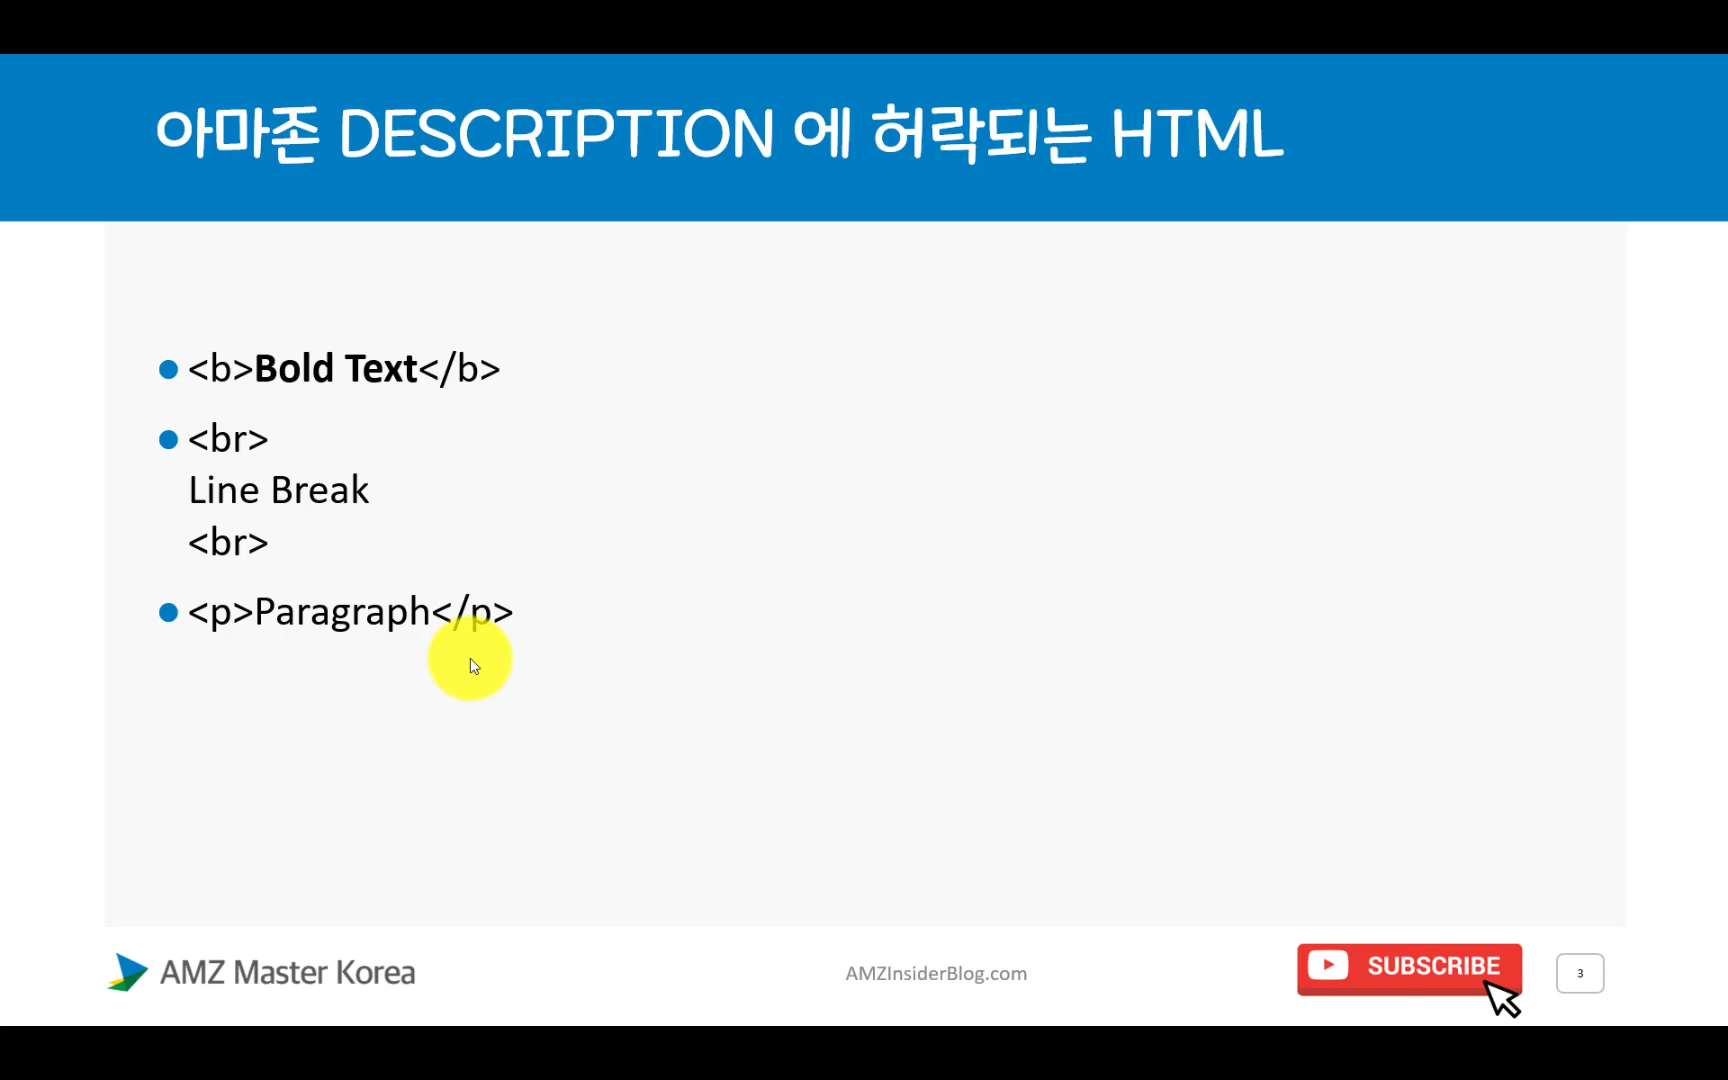 아마존 DESCRIPTION 에 허락되는 HTML
<b>Bold Text</b>
<br>
Line Break
<br>
<p>Paragraph</p>
AMZ Master Korea
AMZInsiderBlog.com
SUBSCRIBE
3